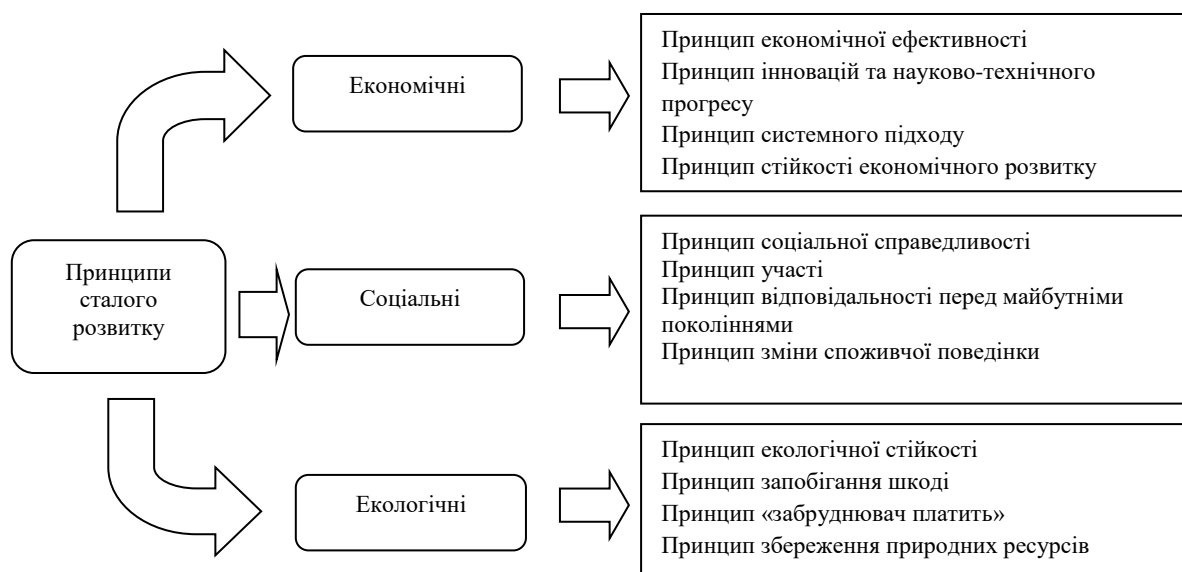 Принципи
сталого
розвитку
Економічні
Принцип економічної ефективності
Принцип інновацій та науково-технічного
прогресу
Принцип системного підходу
Принцип стійкості економічного розвитку
Соціальні
Принцип соціальної справедливості
Принцип участі
Принцип відповідальності перед майбутніми
поколіннями
Принцип зміни споживчої поведінки
Екологічні
Принцип екологічної стійкості
Принцип запобігання шкоді
Принцип «забруднювач платить»
Принцип збереження природних ресурсів